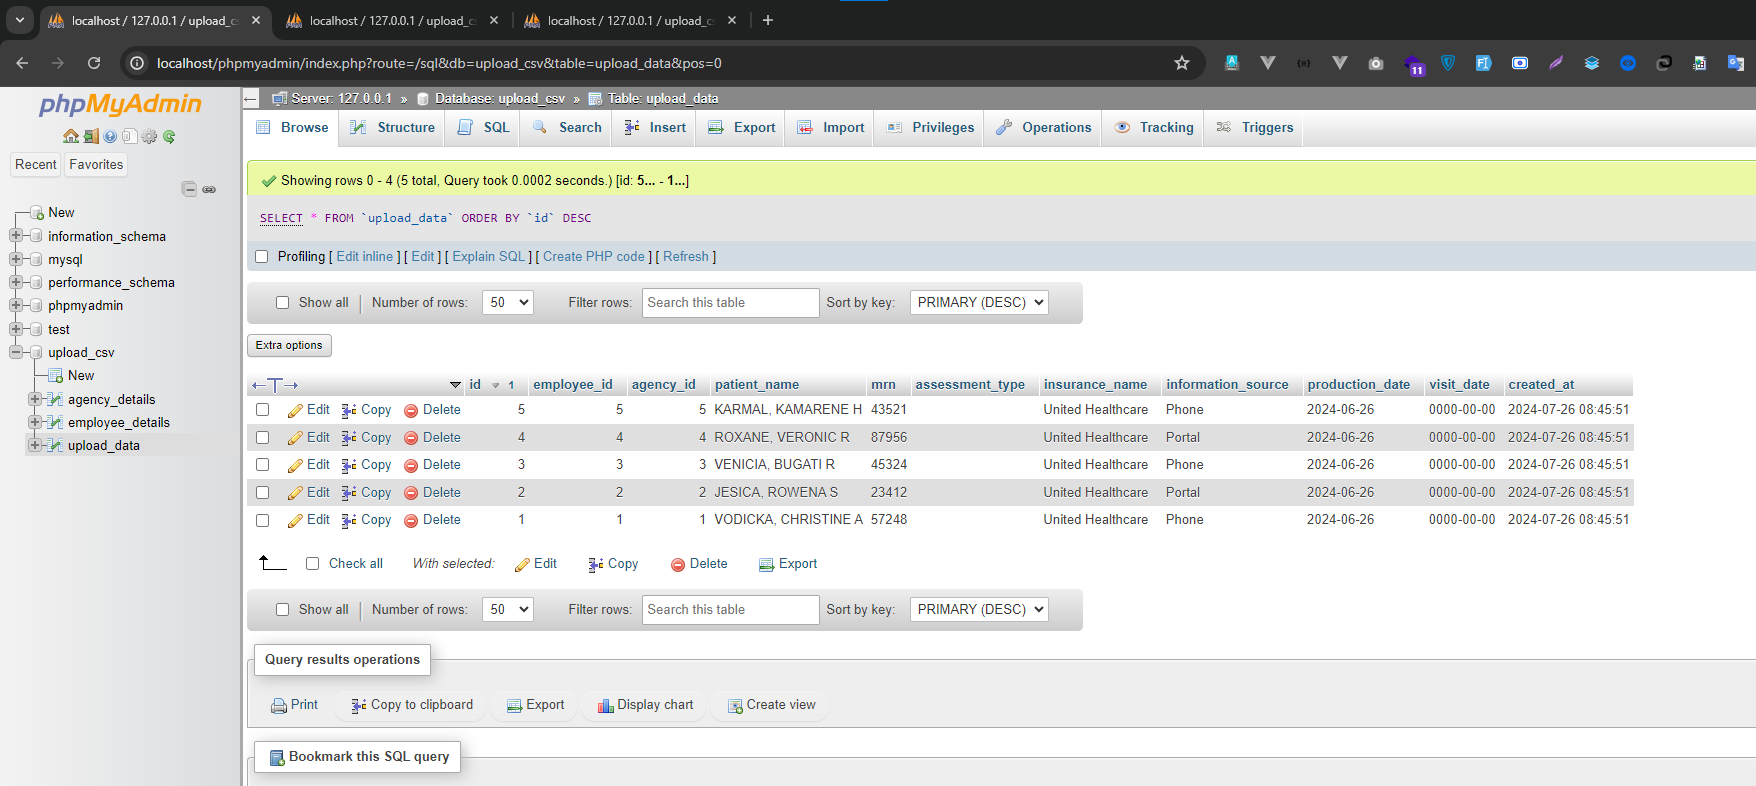 localhost / 127.0.0.1 / upload_c
localhost / 127.0.0.1 / upload_c
localhost / 127.0.0.1 / upload_c
localhost/phpmyadmin/index.php?route=/sql&db=upload_csv&table=upload_data&pos=0
11
phpMyAdmin
Recent Favorites
New
information_schema
mysql
performance_schema
phpmyadmin
test
upload_csv
New
agency_details
employee_details
upload_data
Server: 127.0.0.1 » Database: upload_csv » Table: upload_data
Browse Structure SQL Search Insert Export Import Privileges Operations Tracking Triggers
Showing rows 0 - 4 (5 total, Query took 0.0002 seconds.) [id: 5... - 1...]
SELECT * FROM `upload_data` ORDER BY `id` DESC
Profiling [ Edit inline ] [ Edit ] [ Explain SQL ] [ Create PHP code ] [ Refresh ]
Show all Number of rows: 50 Filter rows: Search this table Sort by key: PRIMARY (DESC)
Extra options
id 1 employee_id agency_id patient_name mrn assessment_type insurance_name information_source production_date visit_date created_at
Edit Copy Delete 5 5 5 KARMAL, KAMARENE H 43521 United Healthcare Phone 2024-06-26 0000-00-00 2024-07-26 08:45:51
Edit Copy Delete 4 4 4 ROXANE, VERONIC R 87956 United Healthcare Portal 2024-06-26 0000-00-00 2024-07-26 08:45:51
Edit Copy Delete 3 3 3 VENICIA, BUGATI R 45324 United Healthcare Phone 2024-06-26 0000-00-00 2024-07-26 08:45:51
Edit Copy Delete 2 2 2 JESICA, ROWENA S 23412 United Healthcare Portal 2024-06-26 0000-00-00 2024-07-26 08:45:51
Edit Copy Delete 1 1 1 VODICKA, CHRISTINE A 57248 United Healthcare Phone 2024-06-26 0000-00-00 2024-07-26 08:45:51
Check all With selected: Edit Copy Delete Export
Show all Number of rows: 50 Filter rows: Search this table Sort by key: PRIMARY (DESC)
Query results operations
Print Copy to clipboard Export Display chart Create view
Bookmark this SQL query